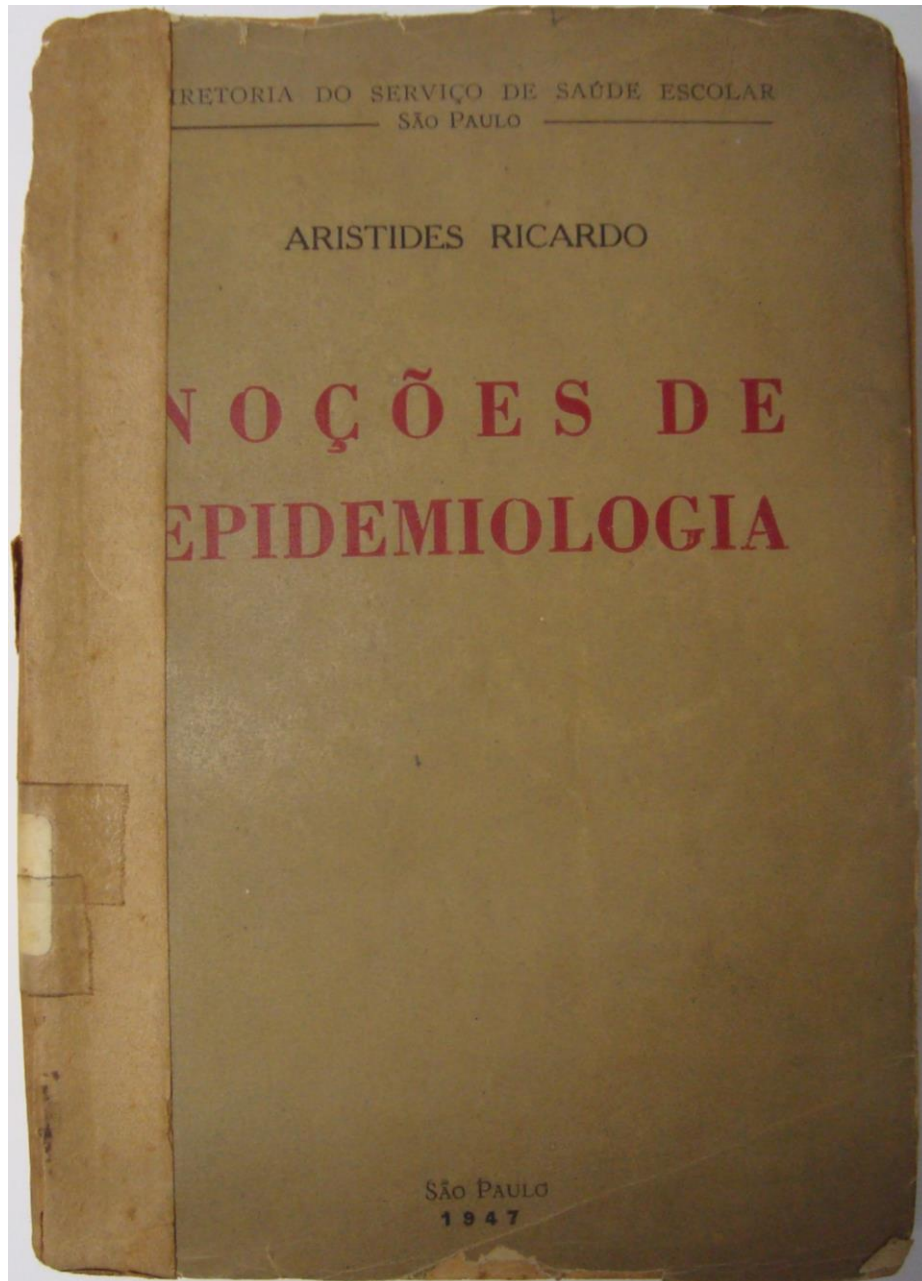 IRETORIA DO SERVIÇO DE SAÚDE ESCOLAR
SÃO PAULO
ARISTIDES RICARDO
NOÇÕES DE
EPIDEMIOLOGIA
SÃO PAULO
1947